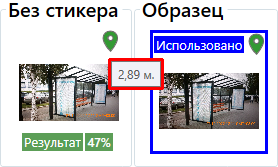 Без стикера
Образец
Использовано
2,89 м.
Результат 47%